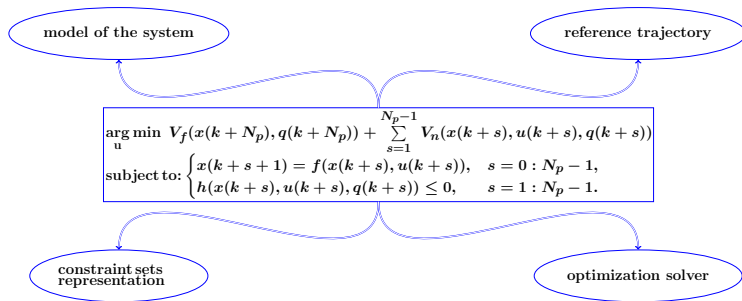 model of the system
reference trajectory
arg min V_f(x(k + N_p), q(k + N_p)) + ∑_{s=1}^{N_p−1} V_n(x(k + s), u(k + s), q(k + s))
u
subject to: { x(k + s + 1) = f(x(k + s), u(k + s)), s = 0 : N_p − 1,
h(x(k + s), u(k + s), q(k + s)) ≤ 0, s = 1 : N_p − 1.
constraint sets
representation
optimization solver